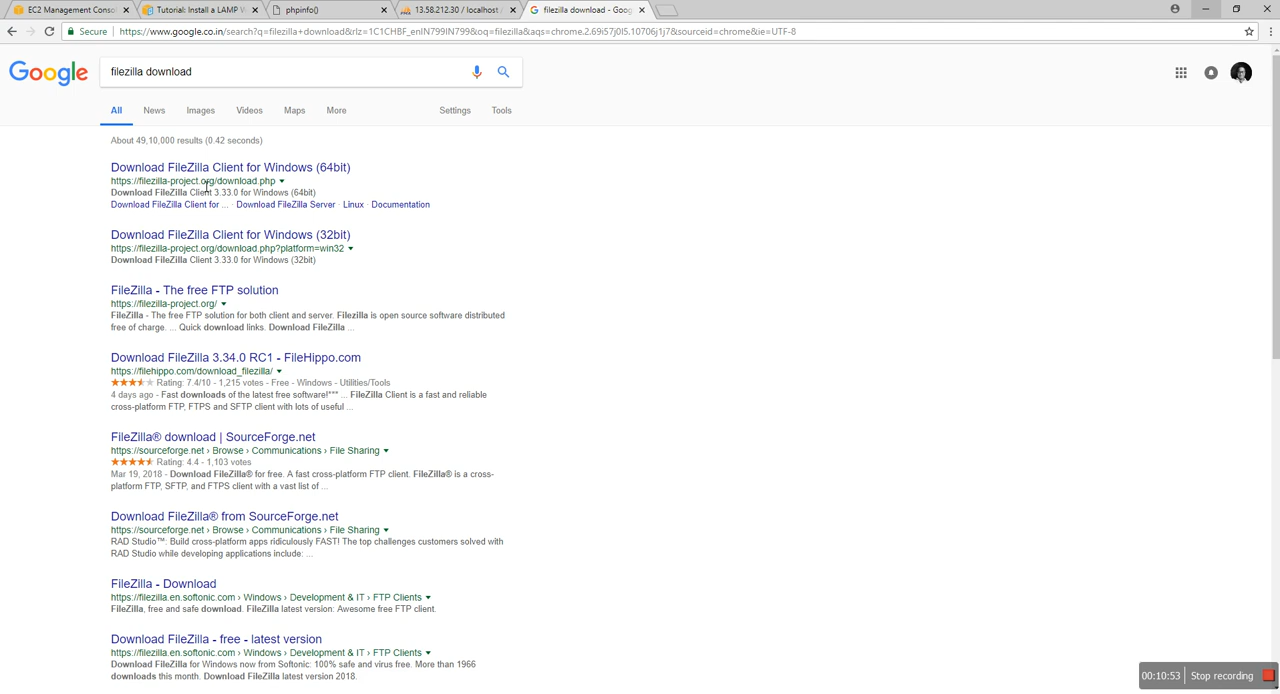 EC2 Management Conso
Tutorial: Install a LAMP W
phpinfo()
13.58.212.30 / localhost
filezilla download - Goog
Secure
https://www.google.co.in/search?q=filezilla+download&rlz=1C1CHBF_enIN799IN799&oq=filezilla&aqs=chrome.2.69i57j0l5.10706j1j7&sourceid=chrome&ie=UTF-8
Google
filezilla download
All News Images Videos Maps More Settings Tools
About 49,10,000 results (0.42 seconds)
Download FileZilla Client for Windows (64bit)
https://filezilla-project.org/download.php
Download FileZilla Client 3.33.0 for Windows (64bit)
Download FileZilla Client for ... · Download FileZilla Server · Linux · Documentation
Download FileZilla Client for Windows (32bit)
https://filezilla-project.org/download.php?platform=win32
Download FileZilla Client 3.33.0 for Windows (32bit)
FileZilla - The free FTP solution
https://filezilla-project.org/
FileZilla - The free FTP solution for both client and server. Filezilla is open source software distributed
free of charge. ... Quick download links. Download FileZilla ...
Download FileZilla 3.34.0 RC1 - FileHippo.com
https://filehippo.com/download_filezilla/
Rating: 7.4/10 - 1,215 votes - Free - Windows - Utilities/Tools
4 days ago - Fast downloads of the latest free software!*** ... FileZilla Client is a fast and reliable
cross-platform FTP, FTPS and SFTP client with lots of useful ...
FileZilla® download | SourceForge.net
https://sourceforge.net › Browse › Communications › File Sharing
Rating: 4.4 - 1,103 votes
Mar 19, 2018 - Download FileZilla® for free. A fast cross-platform FTP client. FileZilla® is a cross-
platform FTP, SFTP, and FTPS client with a vast list of ...
Download FileZilla® from SourceForge.net
https://sourceforge.net › Browse › Communications › File Sharing
RAD Studio™: Build cross-platform apps ridiculously FAST! The top challenges customers solved with
RAD Studio while developing applications include: ...
FileZilla - Download
https://filezilla.en.softonic.com › Windows › Development & IT › FTP Clients
FileZilla, free and safe download. FileZilla latest version: Awesome free FTP client.
Download FileZilla - free - latest version
https://filezilla.en.softonic.com › Windows › Development & IT › FTP Clients
Download FileZilla for Windows now from Softonic: 100% safe and virus free. More than 1966
downloads this month. Download FileZilla latest version 2018.
00:10:53 Stop recording